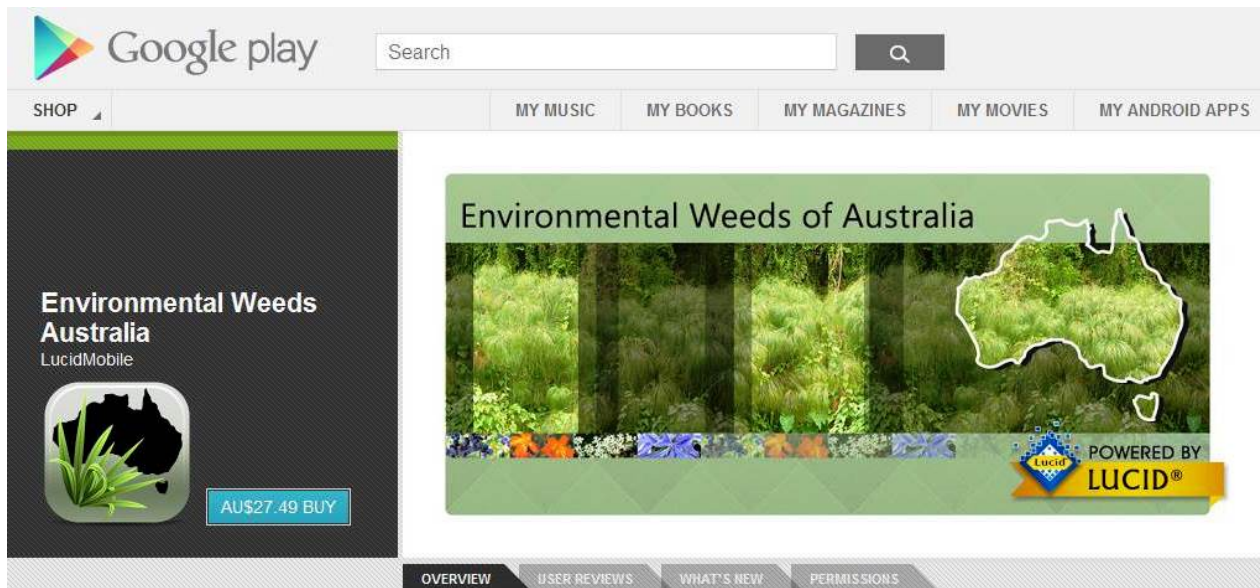 Google play
Search
SHOP
MY MUSIC MY BOOKS MY MAGAZINES MY MOVIES MY ANDROID APPS
Environmental Weeds
Australia
LucidMobile
AU$27.49 BUY
Environmental Weeds of Australia
Lucid
POWERED BY
LUCID®
OVERVIEW USER REVIEWS WHAT'S NEW PERMISSIONS